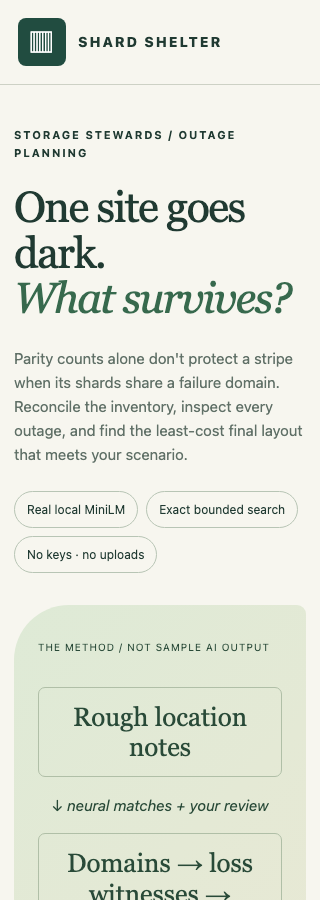 SHARD SHELTER
STORAGE STEWARDS / OUTAGE
PLANNING
One site goes
dark.
What survives?
Parity counts alone don't protect a stripe
when its shards share a failure domain.
Reconcile the inventory, inspect every
outage, and find the least-cost final layout
that meets your scenario.
Real local MiniLM
Exact bounded search
No keys · no uploads
THE METHOD / NOT SAMPLE AI OUTPUT
Rough location
notes
↓ neural matches + your review
Domains → loss
witnesses →